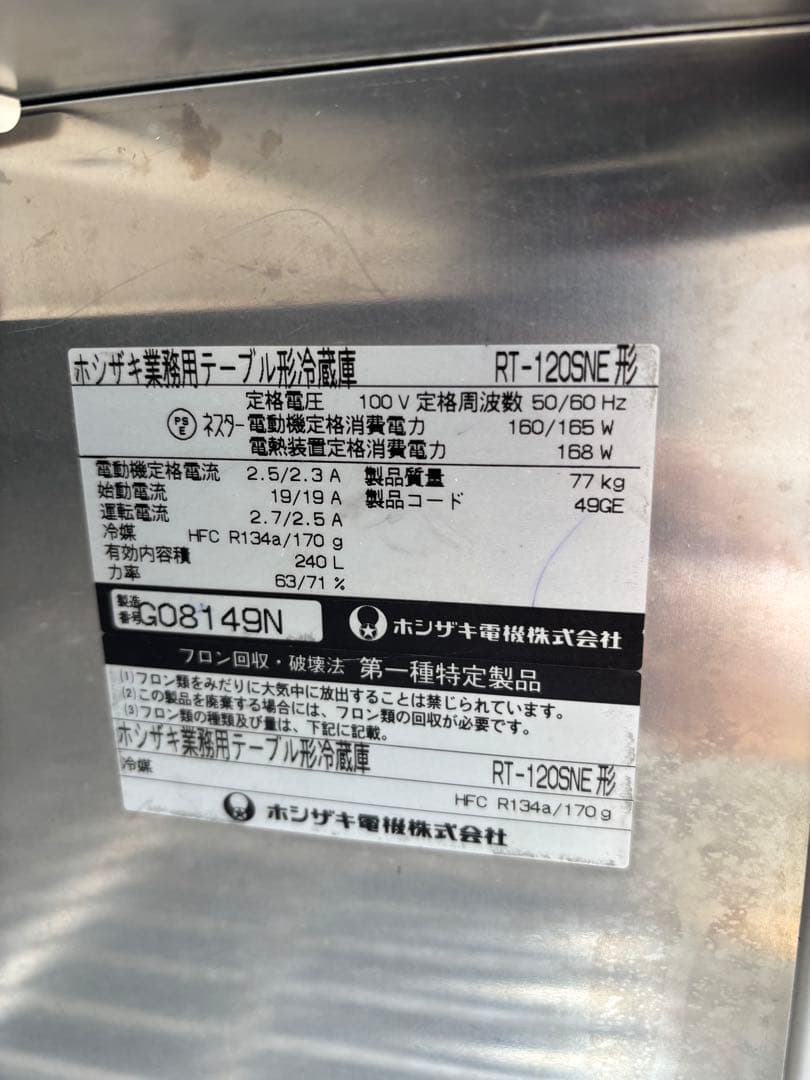 ホシザキ業務用テーブル形冷蔵庫 RT-120SNE形
定格電圧 100V 定格周波数 50/60 Hz
PSE ネスター 電動機定格消費電力 160/165 W
電熱装置定格消費電力 168 W
電動機定格電流 2.5/2.3 A 製品質量 77 kg
始動電流 19/19 A 製品コード 49GE
運転電流 2.7/2.5 A
冷媒 HFC R134a/170 g
有効内容積 240 L
力率 63/71 %
製造番号 G08149N ホシザキ電機株式会社
フロン回収・破壊法 第一種特定製品
(1)フロン類をみだりに大気中に放出することは禁じられています。
(2)この製品を廃棄する場合には、フロン類の回収が必要です。
(3)フロン類の種類及び量は、下記に記載。
ホシザキ業務用テーブル形冷蔵庫 RT-120SNE形
冷媒 HFC R134a/170 g
ホシザキ電機株式会社